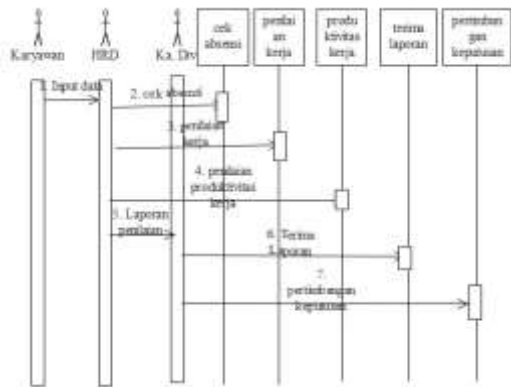 cek
absensi
penilai
an
kerja
produ
ktivitas
kerja
terima
laporan
pertimban
gan
keputusan
Karyawan
HRD
Ka. Div
1. Input data
2. cek absensi
3. penilaian
kerja
4. penilaian
produktivitas
kerja
5. Laporan
penilaian
6. Terima
Laporan
7.
pertimbangan
keputusan